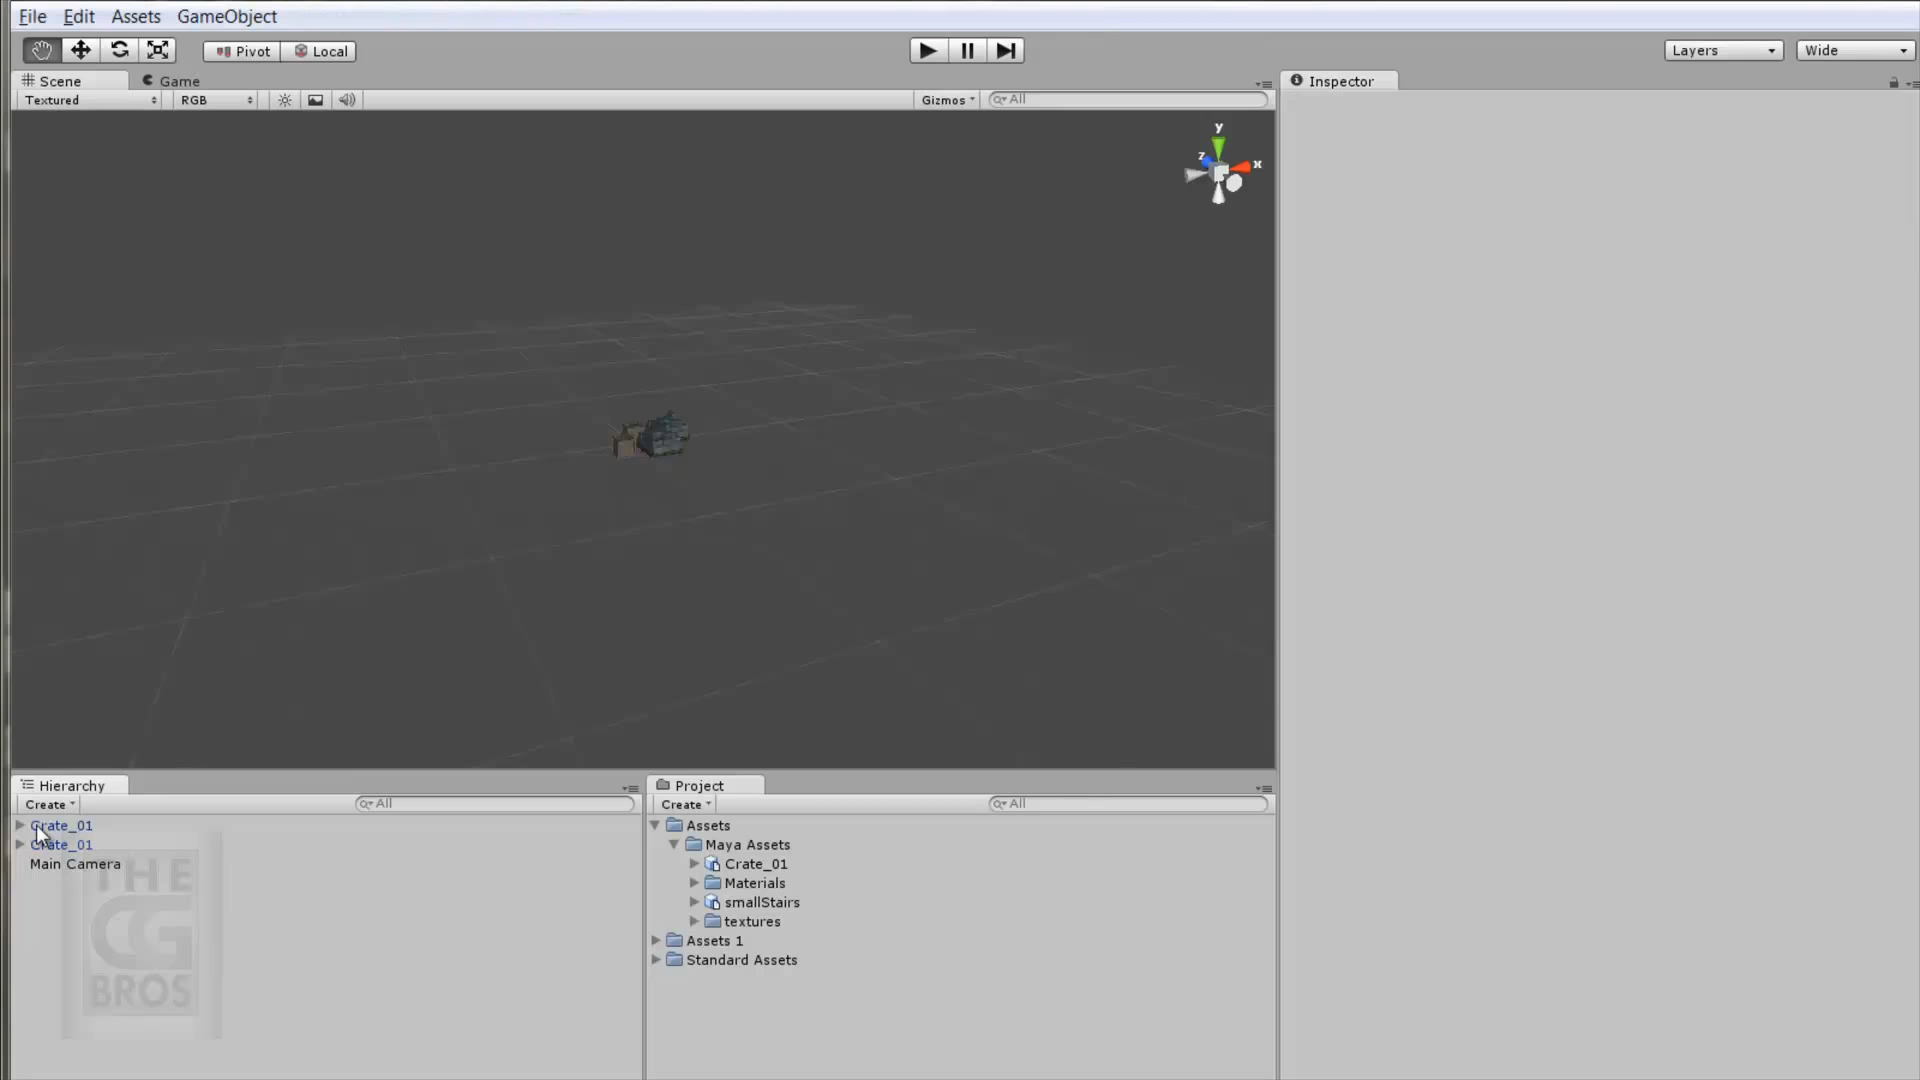 File Edit Assets GameObject
Pivot Local Layers Wide
Scene Game Inspector
Textured RGB Gizmos All
y
z x
Hierarchy Project
Create All Create All
Crate_01 Assets
Crate_01 Maya Assets
Main Camera Crate_01
Materials
smallStairs
textures
Assets 1
Standard Assets
THE
CG
BROS